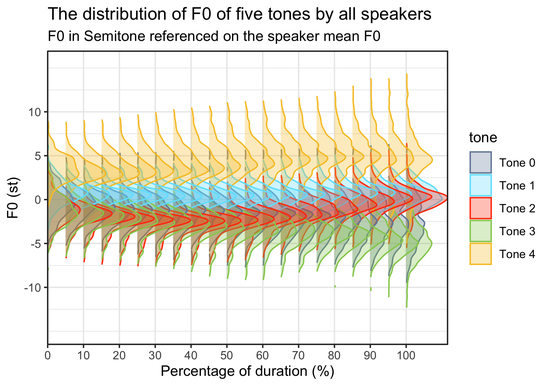 The distribution of F0 of five tones by all speakers
F0 in Semitone referenced on the speaker mean F0
F0 (st)
10
5
0
-5
-10
0 10 20 30 40 50 60 70 80 90 100
Percentage of duration (%)
tone
Tone 0
Tone 1
Tone 2
Tone 3
Tone 4